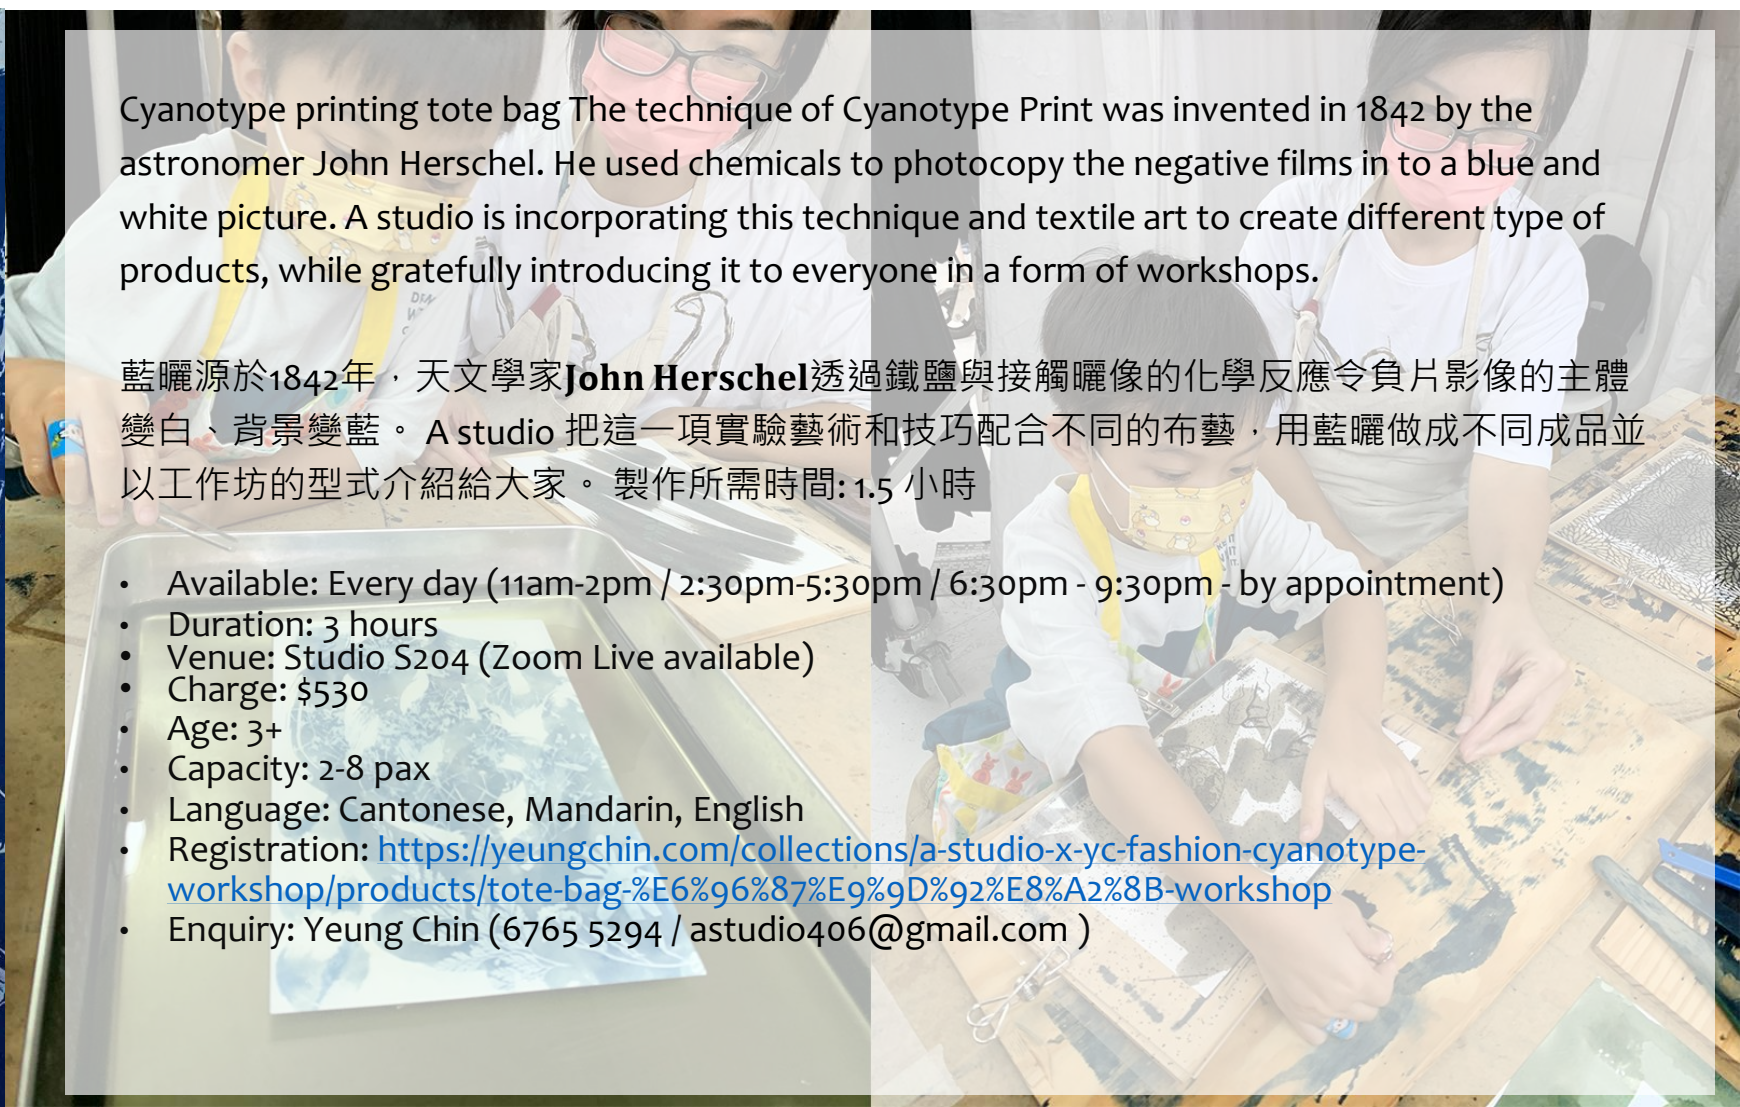 Cyanotype printing tote bag The technique of Cyanotype Print was invented in 1842 by the
astronomer John Herschel. He used chemicals to photocopy the negative films in to a blue and
white picture. A studio is incorporating this technique and textile art to create different type of
products, while gratefully introducing it to everyone in a form of workshops.
藍曬源於1842年，天文學家John Herschel透過鐵鹽與接觸曬像的化學反應令負片影像的主體
變白、背景變藍。 A studio 把這一項實驗藝術和技巧配合不同的布藝，用藍曬做成不同成品並
以工作坊的型式介紹給大家。 製作所需時間: 1.5 小時
• Available: Every day (11am-2pm / 2:30pm-5:30pm / 6:30pm - 9:30pm - by appointment)
• Duration: 3 hours
• Venue: Studio S204 (Zoom Live available)
• Charge: $530
• Age: 3+
• Capacity: 2-8 pax
• Language: Cantonese, Mandarin, English
• Registration: https://yeungchin.com/collections/a-studio-x-yc-fashion-cyanotype-
workshop/products/tote-bag-%E6%96%87%E9%9D%92%E8%A2%8B-workshop
• Enquiry: Yeung Chin (6765 5294 / astudio406@gmail.com )